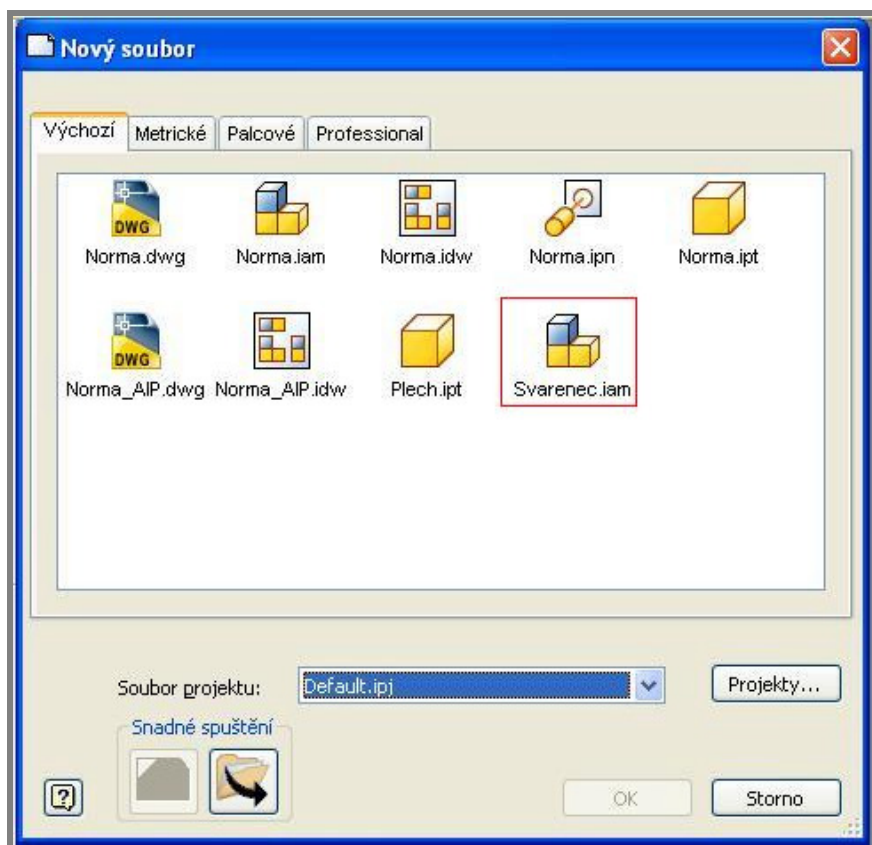 Nový soubor
Výchozí Metrické Palcové Professional
DWG
Norma.dwg Norma.iam Norma.idw Norma.ipn Norma.ipt
DWG
Norma_AIP.dwg Norma_AIP.idw Plech.ipt Svarenec.iam
Soubor projektu: Default.ipj Projekty...
Snadné spuštění
? OK Storno